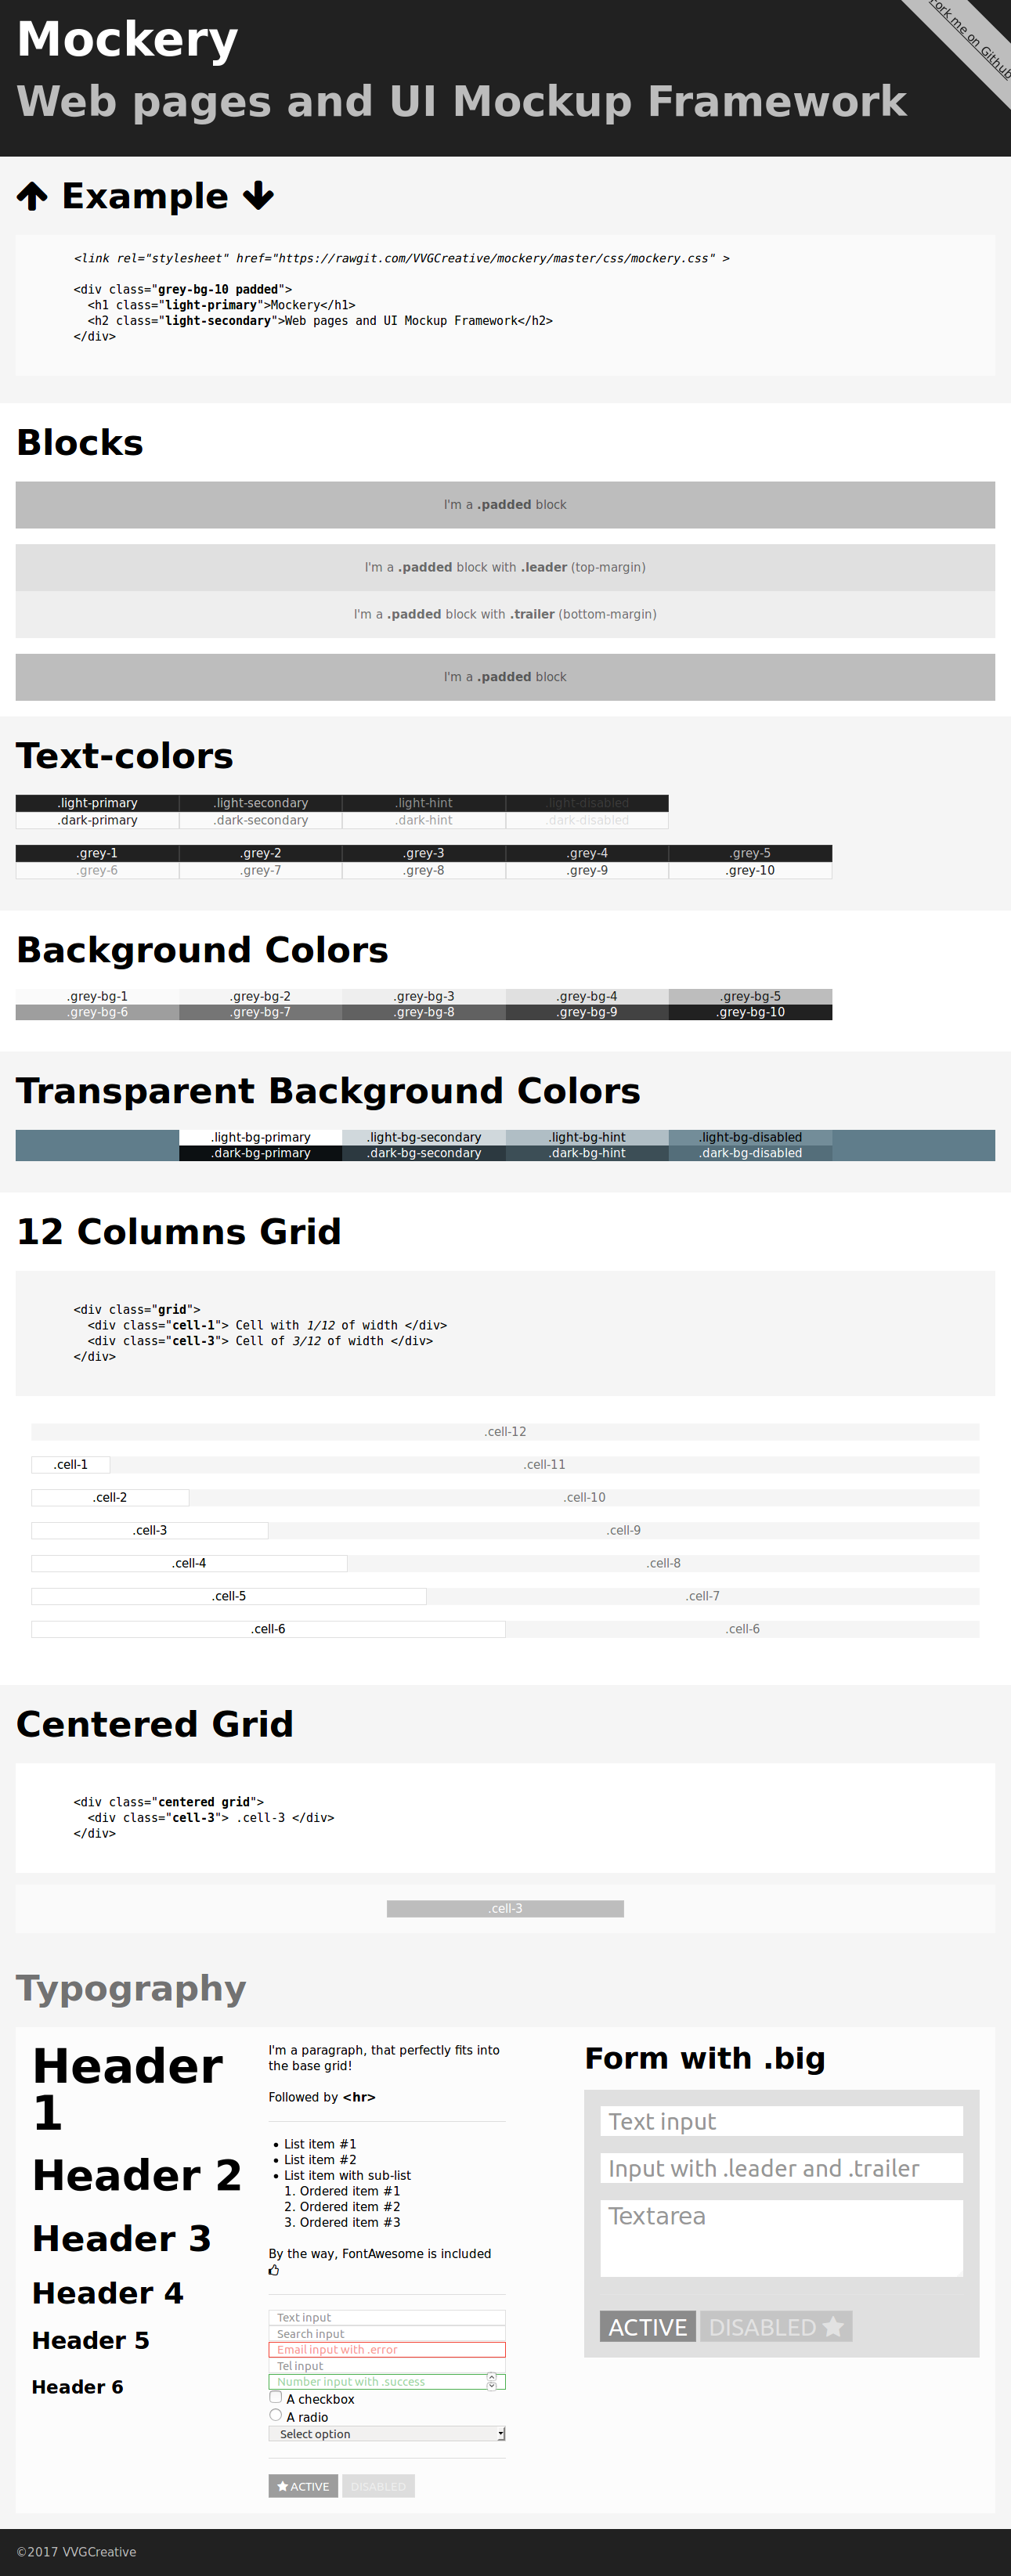 Mockery
Fork me on Github
Web pages and UI Mockup Framework
Example
<link rel="stylesheet" href="https://rawgit.com/VVGCreative/mockery/master/css/mockery.css" >
<div class="grey-bg-10 padded">
<h1 class="light-primary">Mockery</h1>
<h2 class="light-secondary">Web pages and UI Mockup Framework</h2>
</div>
Blocks
I'm a .padded block
I'm a .padded block with .leader (top-margin)
I'm a .padded block with .trailer (bottom-margin)
I'm a .padded block
Text-colors
.light-primary .light-secondary .light-hint .light-disabled
.dark-primary .dark-secondary .dark-hint .dark-disabled
.grey-1 .grey-2 .grey-3 .grey-4 .grey-5
.grey-6 .grey-7 .grey-8 .grey-9 .grey-10
Background Colors
.grey-bg-1 .grey-bg-2 .grey-bg-3 .grey-bg-4 .grey-bg-5
.grey-bg-6 .grey-bg-7 .grey-bg-8 .grey-bg-9 .grey-bg-10
Transparent Background Colors
.light-bg-primary .light-bg-secondary .light-bg-hint .light-bg-disabled
.dark-bg-primary .dark-bg-secondary .dark-bg-hint .dark-bg-disabled
12 Columns Grid
<div class="grid">
<div class="cell-1"> Cell with 1/12 of width </div>
<div class="cell-3"> Cell of 3/12 of width </div>
</div>
.cell-12
.cell-1 .cell-11
.cell-2 .cell-10
.cell-3 .cell-9
.cell-4 .cell-8
.cell-5 .cell-7
.cell-6 .cell-6
Centered Grid
<div class="centered grid">
<div class="cell-3"> .cell-3 </div>
</div>
.cell-3
Typography
Header
1
Header 2
Header 3
Header 4
Header 5
Header 6
I'm a paragraph, that perfectly fits into
the base grid!
Followed by <hr>
• List item #1
• List item #2
• List item with sub-list
1. Ordered item #1
2. Ordered item #2
3. Ordered item #3
By the way, FontAwesome is included
Text input
Search input
Email input with .error
Tel input
Number input with .success
A checkbox
A radio
Select option
ACTIVE DISABLED
Form with .big
Text input
Input with .leader and .trailer
Textarea
ACTIVE DISABLED
©2017 VVGCreative